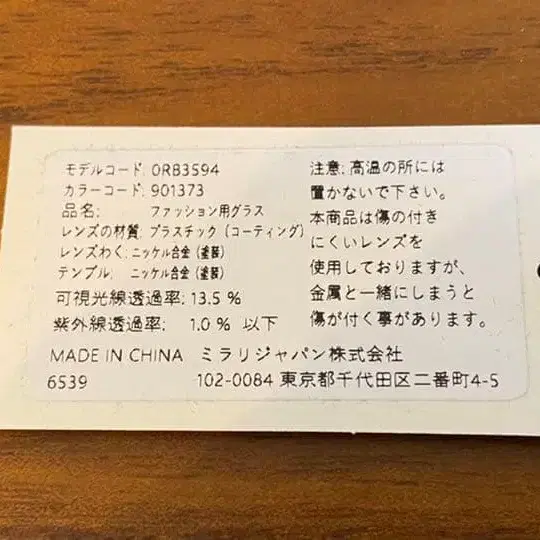 モデルコード: 0RB3594
カラーコード: 901373
品名: ファッション用グラス
レンズの材質: プラスチック (コーティング)
レンズわく: ニッケル合金 (塗装)
テンプル: ニッケル合金 (塗装)
可視光線透過率: 13.5 %
紫外線透過率: 1.0 % 以下
注意: 高温の所には
置かないで下さい。
本商品は傷の付き
にくいレンズを
使用しておりますが、
金属と一緒にしまうと
傷が付く事があります。
MADE IN CHINA ミラリジャパン株式会社
6539 102-0084 東京都千代田区二番町4-5